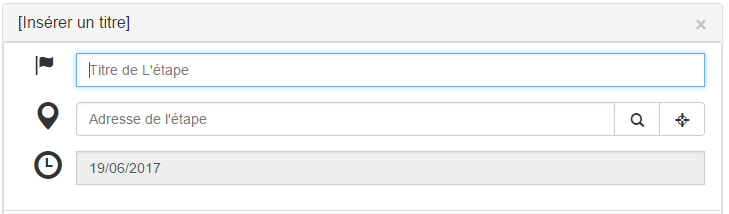 [Insérer un titre]
Titre de L'étape
Adresse de l'étape
19/06/2017